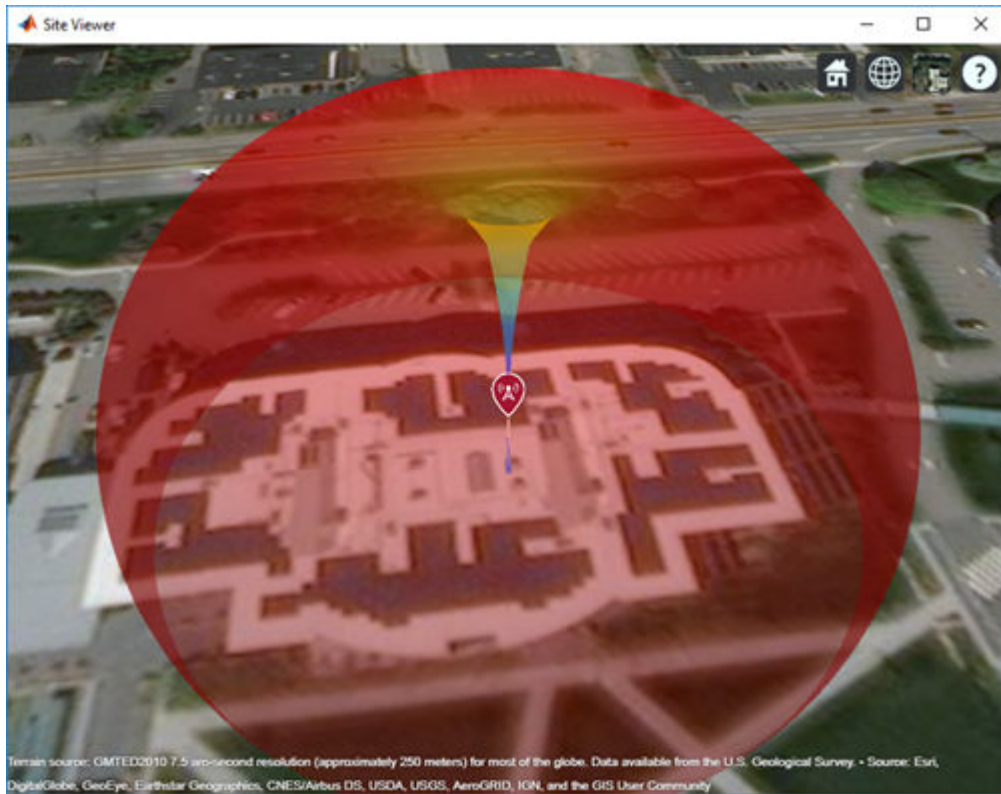 Site Viewer
Terrain source: GMTED2010 7.5 arc-second resolution (approximately 250 meters) for most of the globe. Data available from the U.S. Geological Survey. • Source: Esri,
DigitalGlobe, GeoEye, Earthstar Geographics, CNES/Airbus DS, USDA, USGS, AeroGRID, IGN, and the GIS User Community